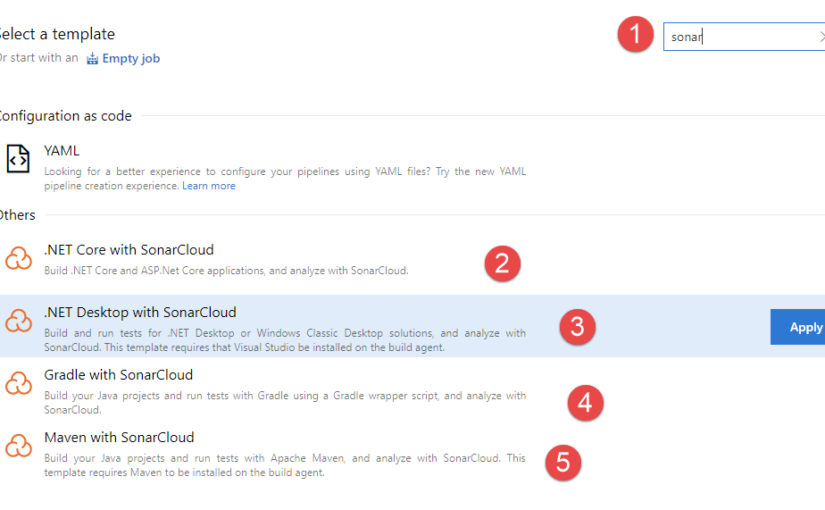 Select a template
1
sonar
Or start with an Empty job
Configuration as code
YAML
Looking for a better experience to configure your pipelines using YAML files? Try the new YAML
pipeline creation experience. Learn more
Others
.NET Core with SonarCloud
2
Build .NET Core and ASP.Net Core applications, and analyze with SonarCloud.
.NET Desktop with SonarCloud
3
Apply
Build and run tests for .NET Desktop or Windows Classic Desktop solutions, and analyze with
SonarCloud. This template requires that Visual Studio be installed on the build agent.
Gradle with SonarCloud
4
Build your Java projects and run tests with Gradle using a Gradle wrapper script, and analyze with
SonarCloud.
Maven with SonarCloud
5
Build your Java projects and run tests with Apache Maven, and analyze with SonarCloud. This
template requires Maven to be installed on the build agent.